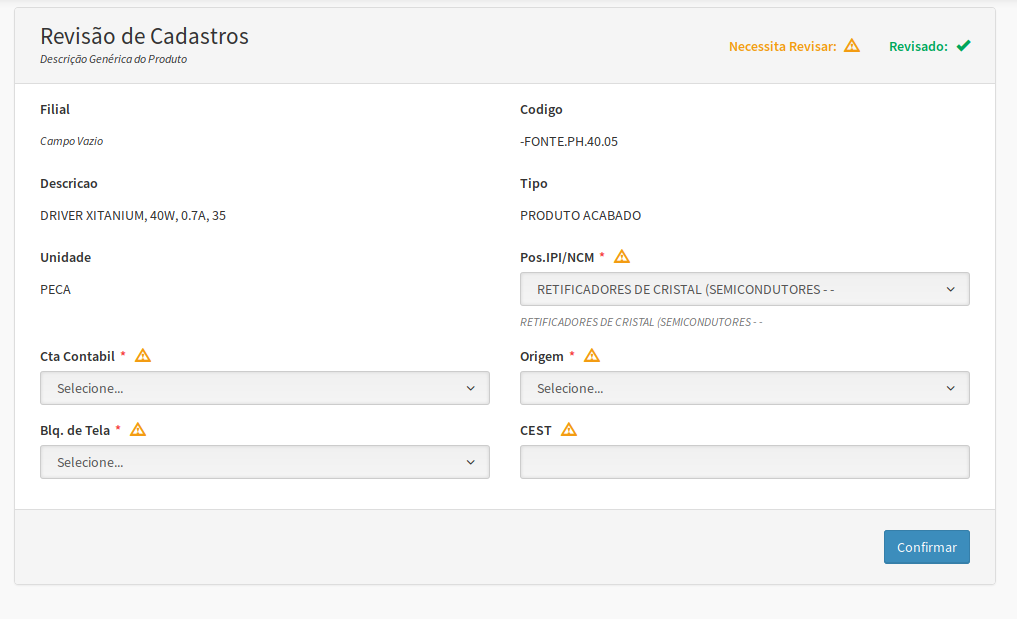 Revisão de Cadastros
Descrição Genérica do Produto
Necessita Revisar:
Revisado:
Filial
Codigo
Campo Vazio
-FONTE.PH.40.05
Descricao
Tipo
DRIVER XITANIUM, 40W, 0.7A, 35
PRODUTO ACABADO
Unidade
Pos.IPI/NCM *
PECA
RETIFICADORES DE CRISTAL (SEMICONDUTORES - -
RETIFICADORES DE CRISTAL (SEMICONDUTORES - -
Cta Contabil *
Origem *
Selecione...
Selecione...
Blq. de Tela *
CEST
Selecione...
Confirmar